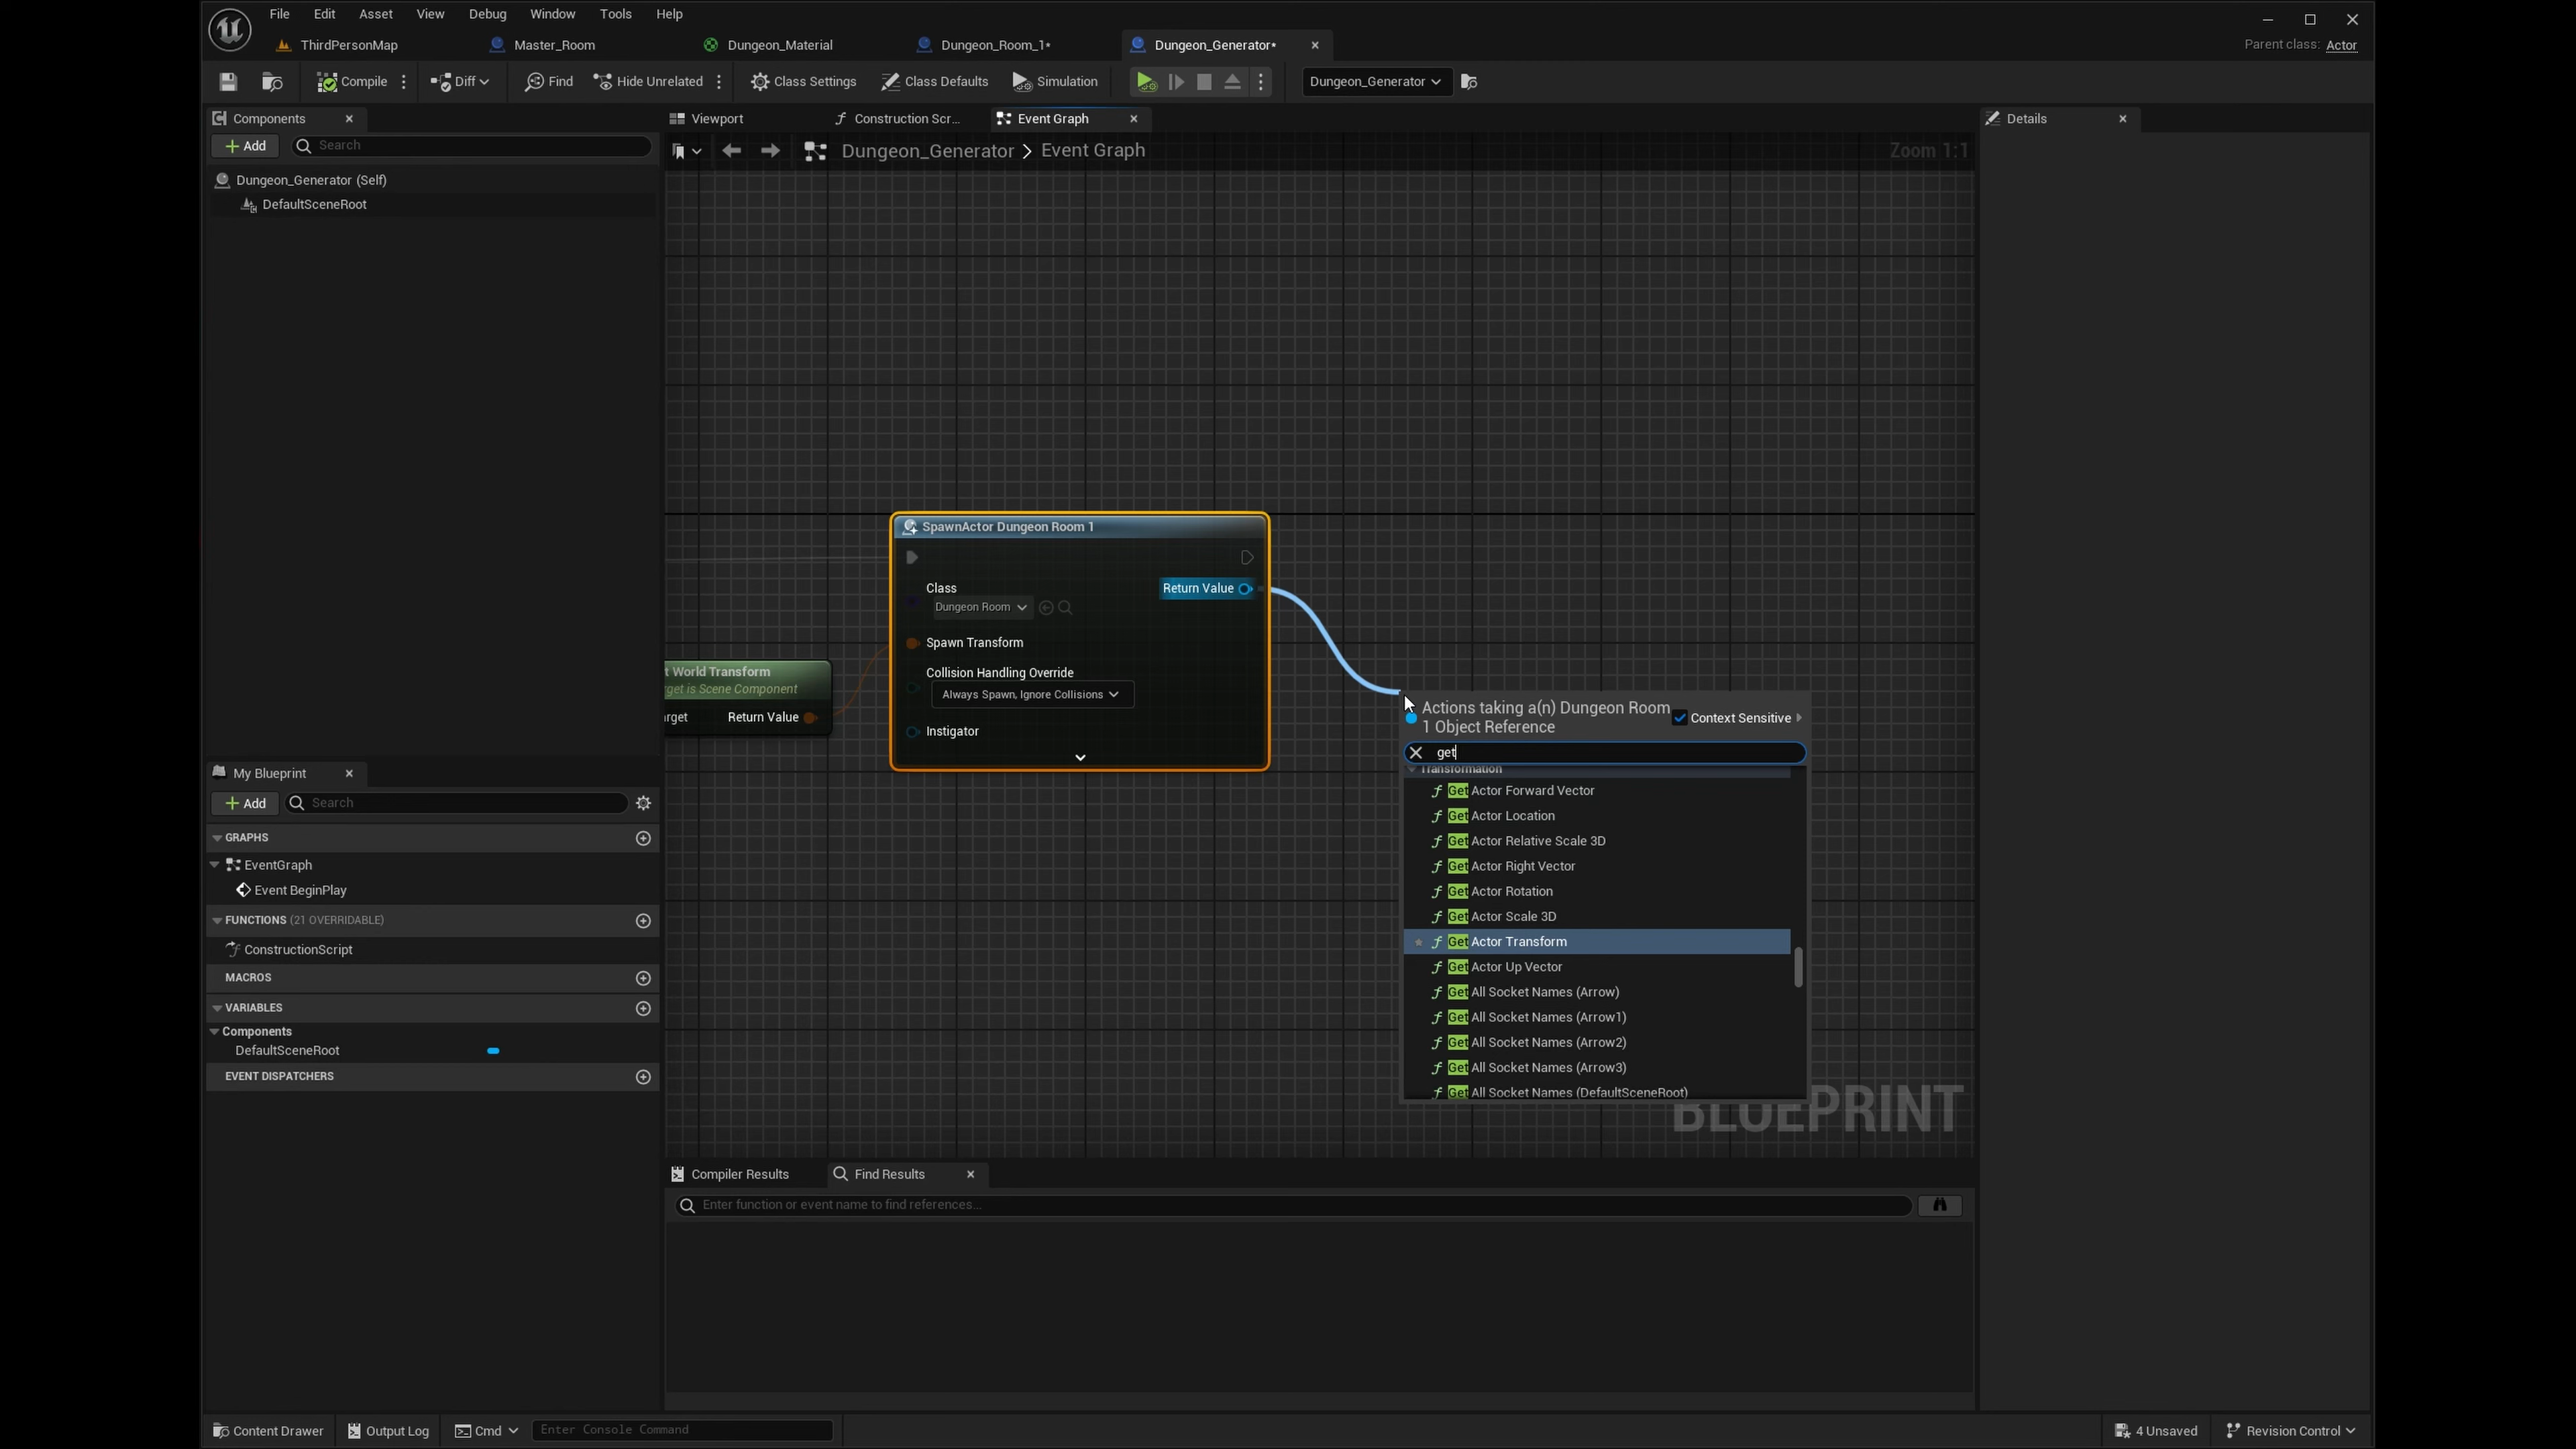 File Edit Asset View Debug Window Tools Help
ThirdPersonMap Master_Room Dungeon_Material Dungeon_Room_1* Dungeon_Generator* Parent class: Actor
Compile Diff Find Hide Unrelated Class Settings Class Defaults Simulation Dungeon_Generator
Components
Add Search
Dungeon_Generator (Self)
DefaultSceneRoot
Viewport Construction Scr... Event Graph
Dungeon_Generator > Event Graph Zoom 1:1
Details
SpawnActor Dungeon Room 1
Class Return Value
Dungeon Room
Spawn Transform
Collision Handling Override
Always Spawn, Ignore Collisions
Instigator
t World Transform
rget is Scene Component
arget Return Value
Actions taking a(n) Dungeon Room
1 Object Reference
Context Sensitive
get
Transformation
Get Actor Forward Vector
Get Actor Location
Get Actor Relative Scale 3D
Get Actor Right Vector
Get Actor Rotation
Get Actor Scale 3D
Get Actor Transform
Get Actor Up Vector
Get All Socket Names (Arrow)
Get All Socket Names (Arrow1)
Get All Socket Names (Arrow2)
Get All Socket Names (Arrow3)
Get All Socket Names (DefaultSceneRoot)
BLUEPRINT
My Blueprint
Add Search
GRAPHS
EventGraph
Event BeginPlay
FUNCTIONS (21 OVERRIDABLE)
ConstructionScript
MACROS
VARIABLES
Components
DefaultSceneRoot
EVENT DISPATCHERS
Compiler Results Find Results
Enter function or event name to find references...
Content Drawer Output Log Cmd Enter Console Command 4 Unsaved Revision Control